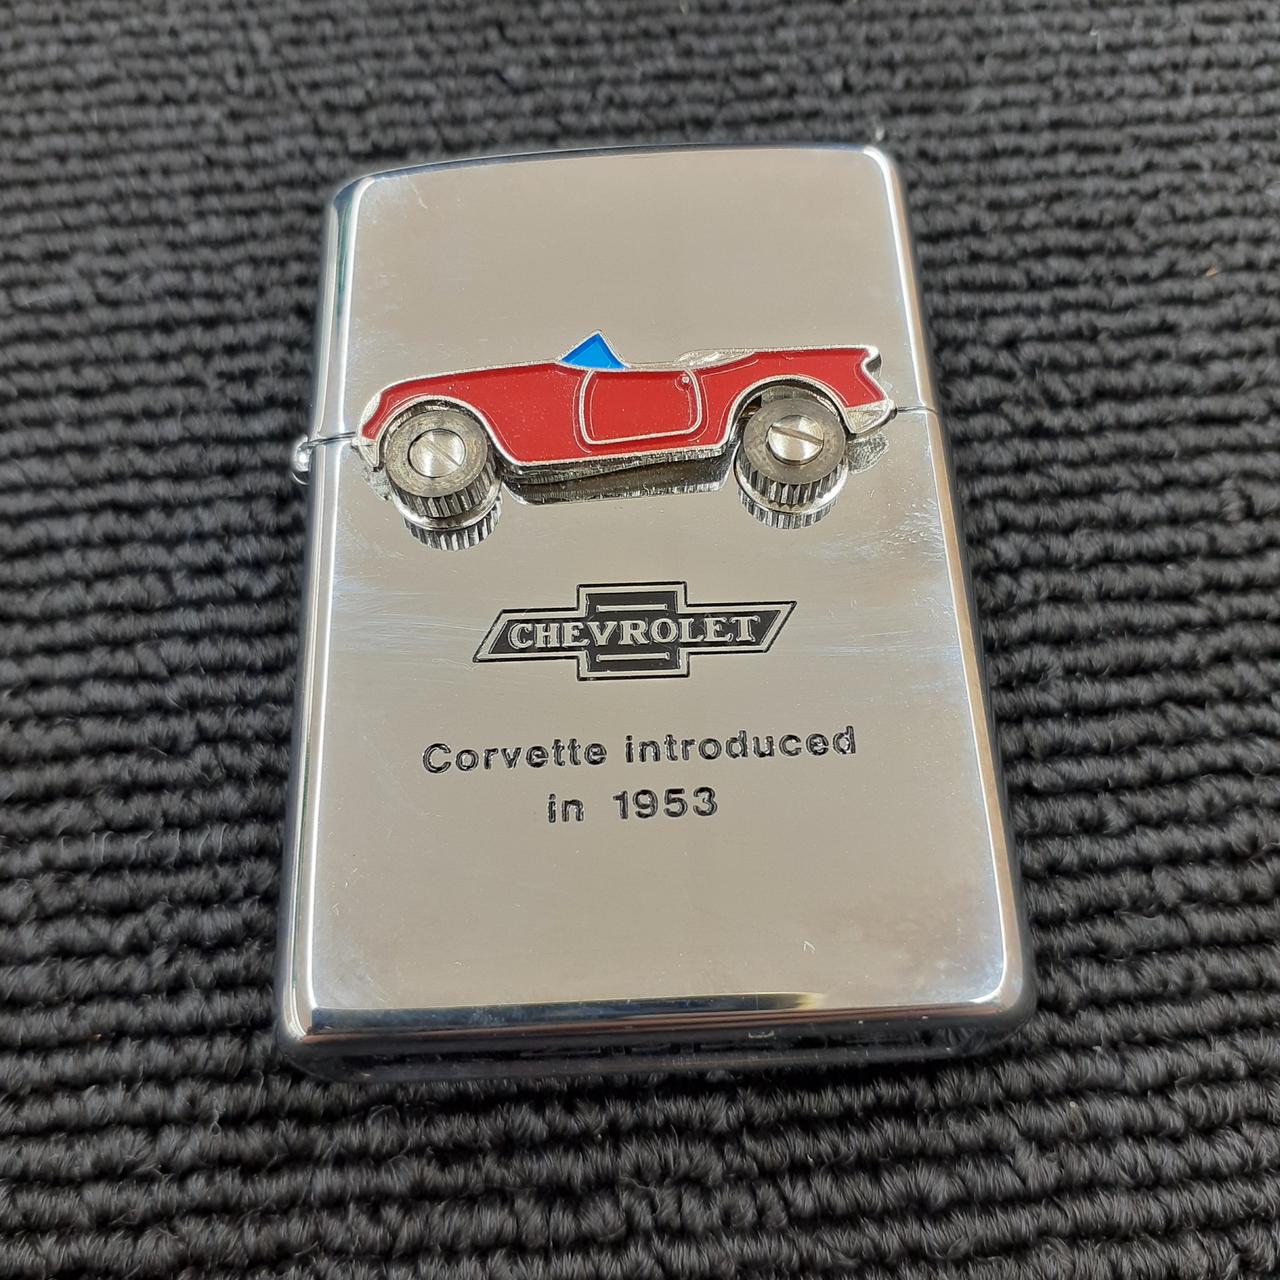 CHEVROLET
Corvette introduced
in 1953